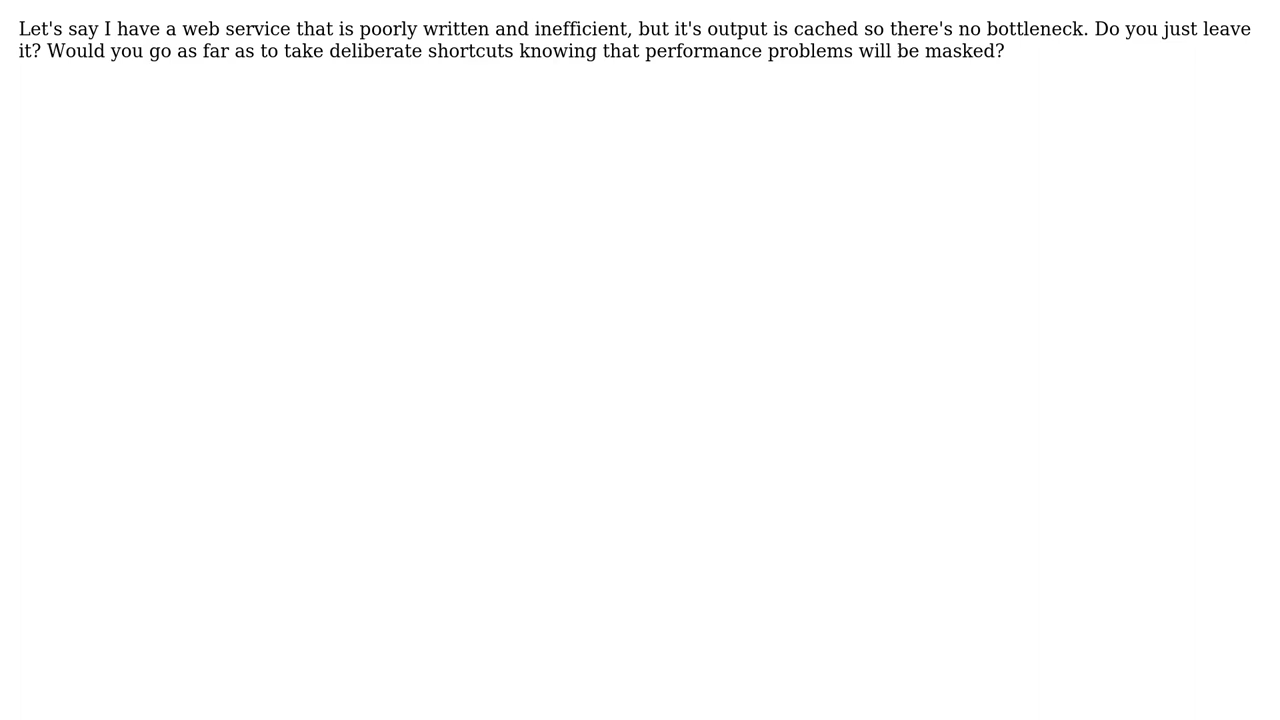 Let's say I have a web service that is poorly written and inefficient, but it's output is cached so there's no bottleneck. Do you just leave
it? Would you go as far as to take deliberate shortcuts knowing that performance problems will be masked?